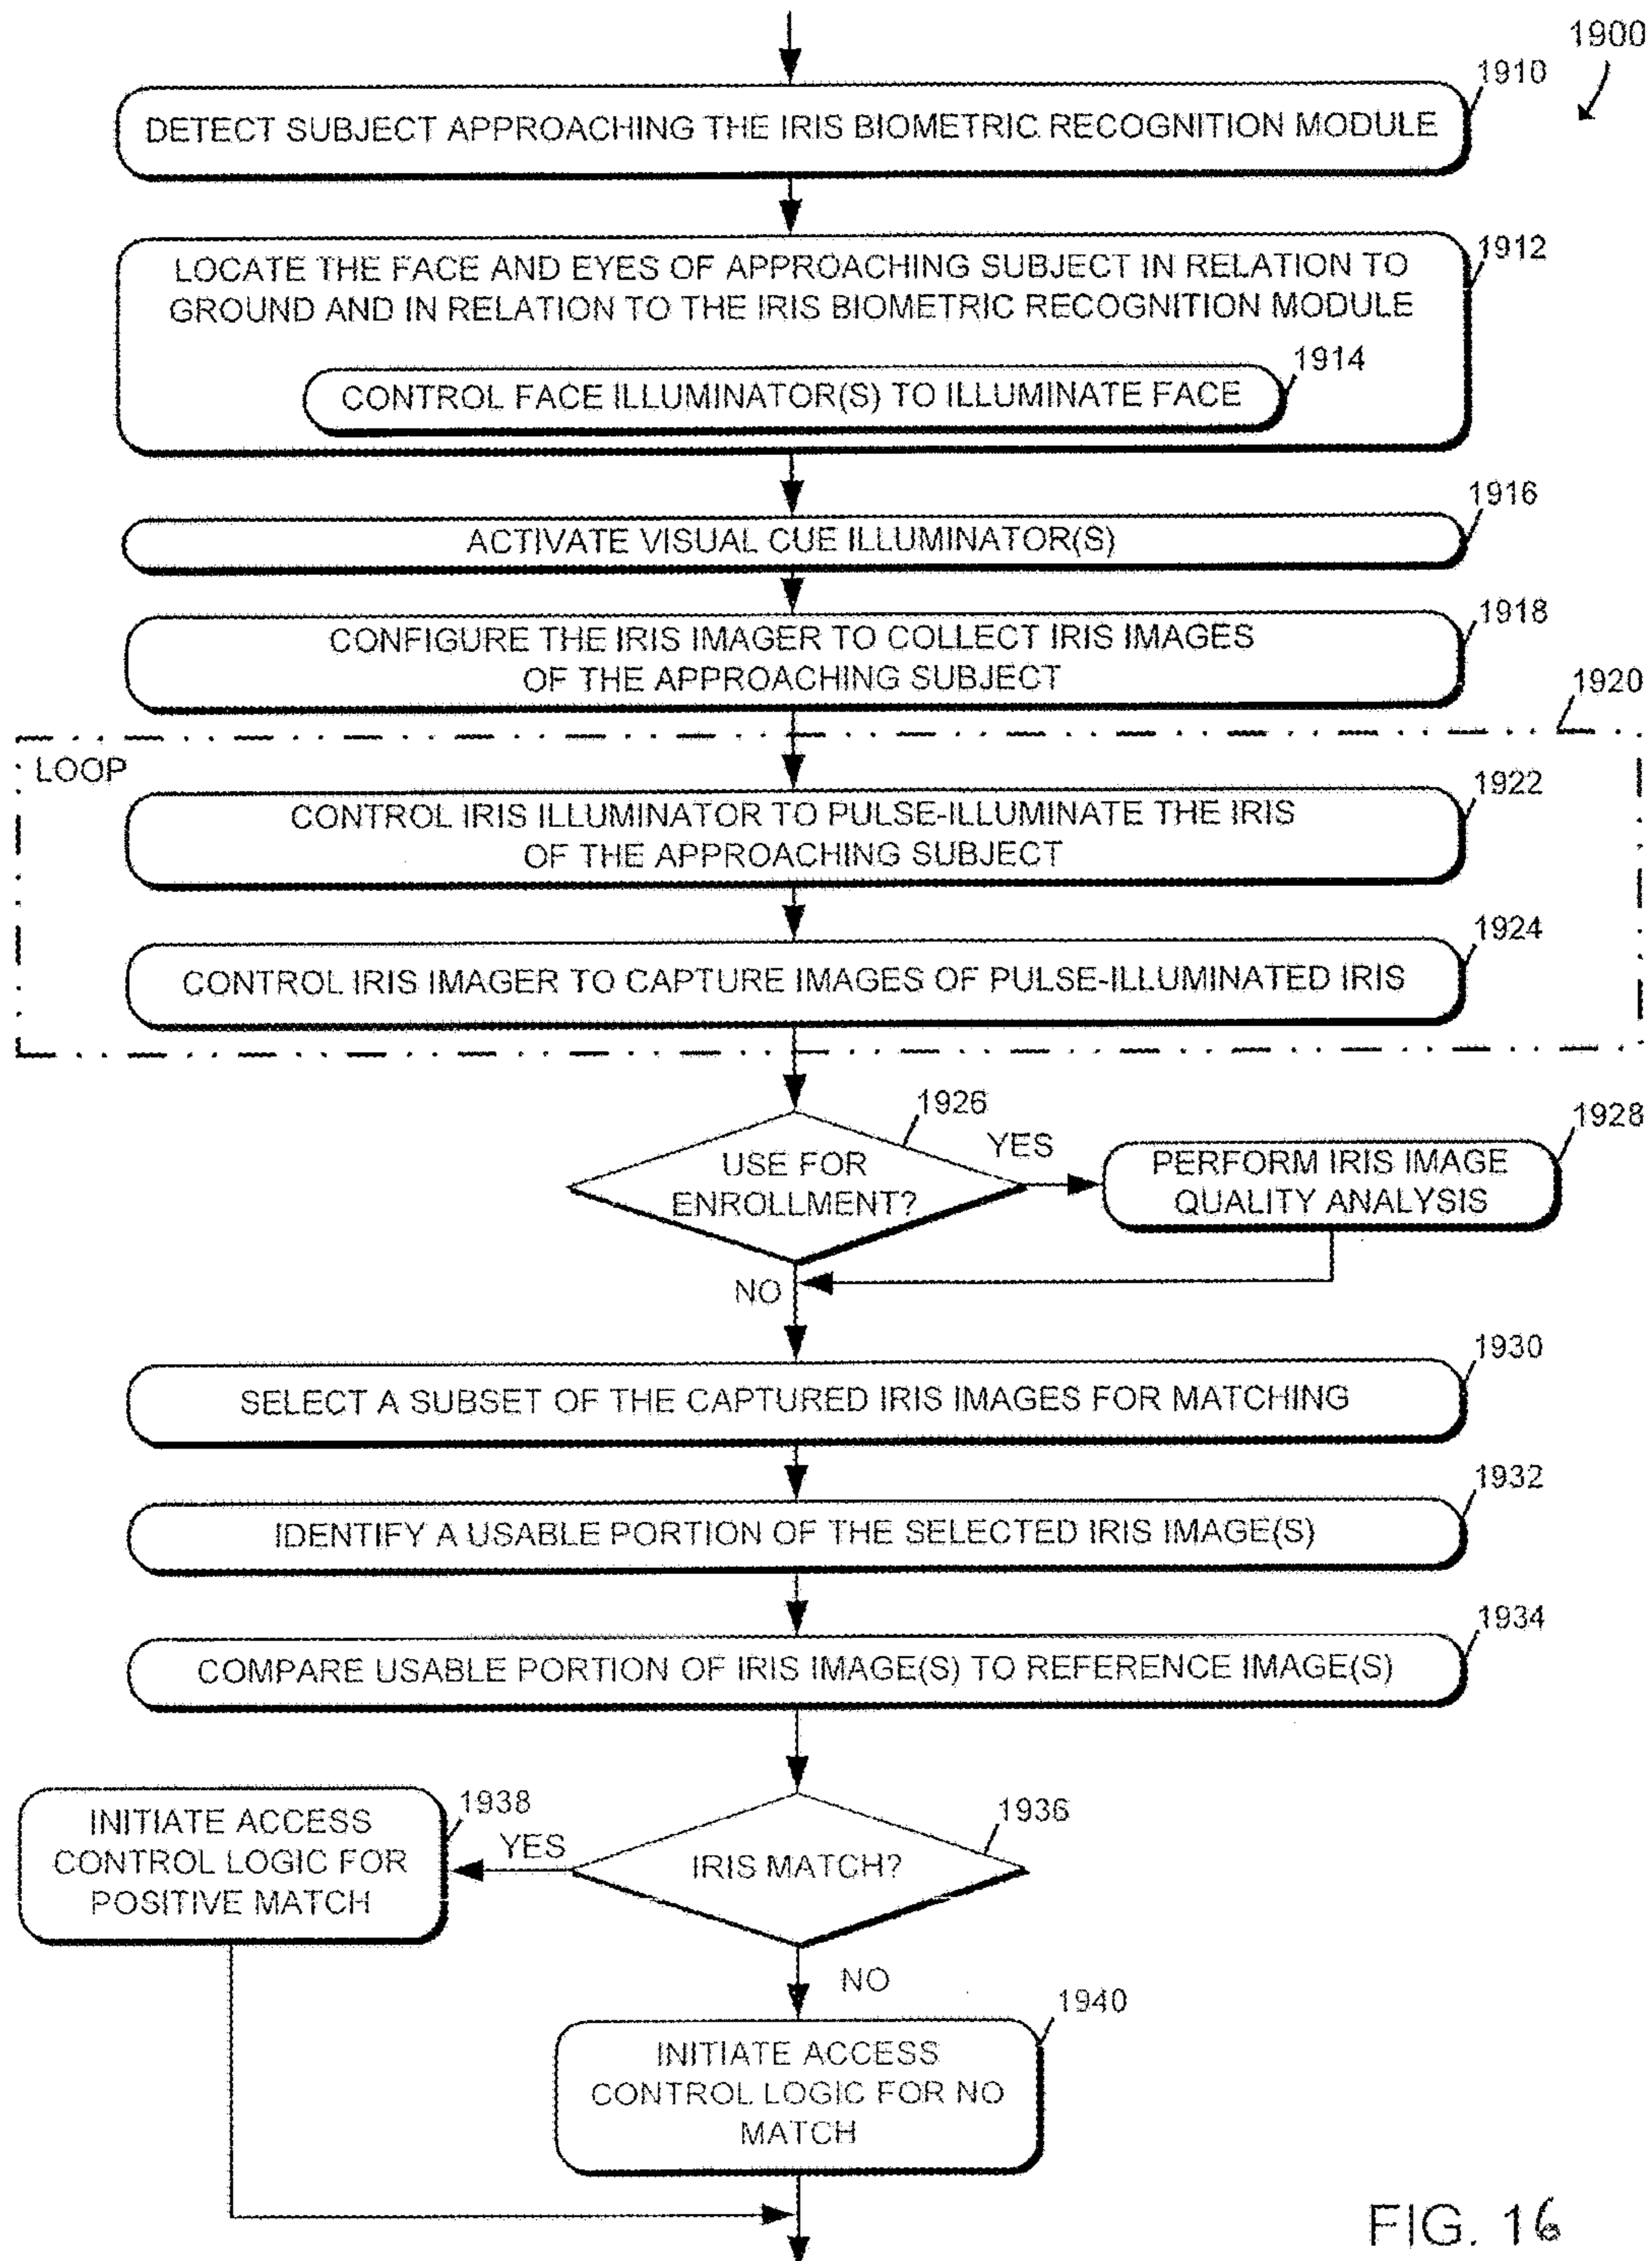 1900
1910
DETECT SUBJECT APPROACHING THE IRIS BIOMETRIC RECOGNITION MODULE
1912
LOCATE THE FACE AND EYES OF APPROACHING SUBJECT IN RELATION TO
GROUND AND IN RELATION TO THE IRIS BIOMETRIC RECOGNITION MODULE
1914
CONTROL FACE ILLUMINATOR(S) TO ILLUMINATE FACE
1916
ACTIVATE VISUAL CUE ILLUMINATOR(S)
1918
CONFIGURE THE IRIS IMAGER TO COLLECT IRIS IMAGES
OF THE APPROACHING SUBJECT
1920
LOOP
1922
CONTROL IRIS ILLUMINATOR TO PULSE-ILLUMINATE THE IRIS
OF THE APPROACHING SUBJECT
1924
CONTROL IRIS IMAGER TO CAPTURE IMAGES OF PULSE-ILLUMINATED IRIS
1926
USE FOR
ENROLLMENT?
YES
1928
PERFORM IRIS IMAGE
QUALITY ANALYSIS
NO
1930
SELECT A SUBSET OF THE CAPTURED IRIS IMAGES FOR MATCHING
1932
IDENTIFY A USABLE PORTION OF THE SELECTED IRIS IMAGE(S)
1934
COMPARE USABLE PORTION OF IRIS IMAGE(S) TO REFERENCE IMAGE(S)
1936
IRIS MATCH?
YES
1938
INITIATE ACCESS
CONTROL LOGIC FOR
POSITIVE MATCH
NO
1940
INITIATE ACCESS
CONTROL LOGIC FOR NO
MATCH
FIG. 16